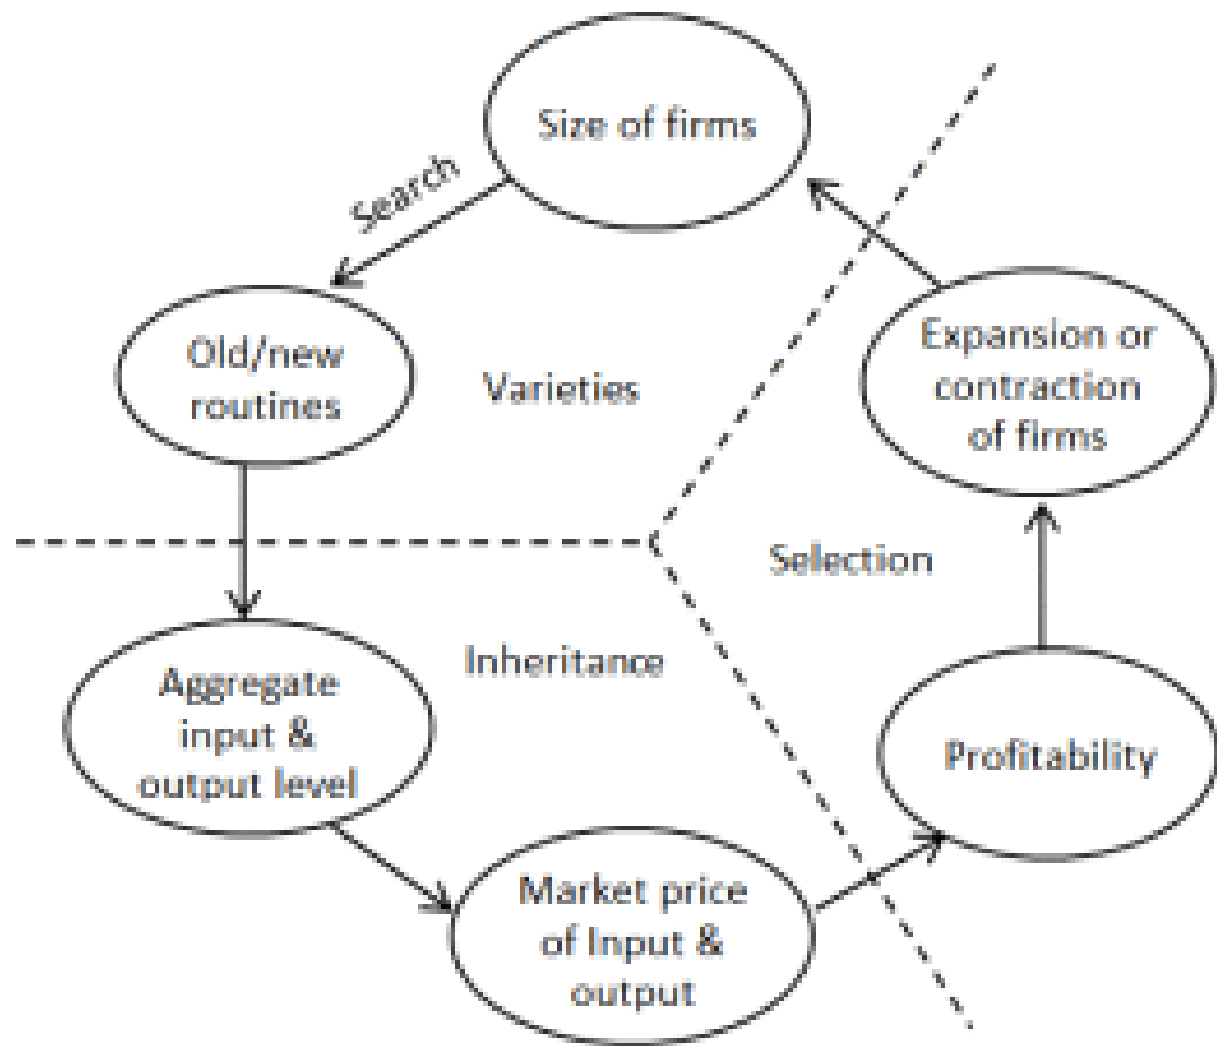 Size of firms
Search
Old/new
routines
Varieties
Expansion or
contraction
of firms
Selection
Inheritance
Aggregate
input &
output level
Profitability
Market price
of Input &
output